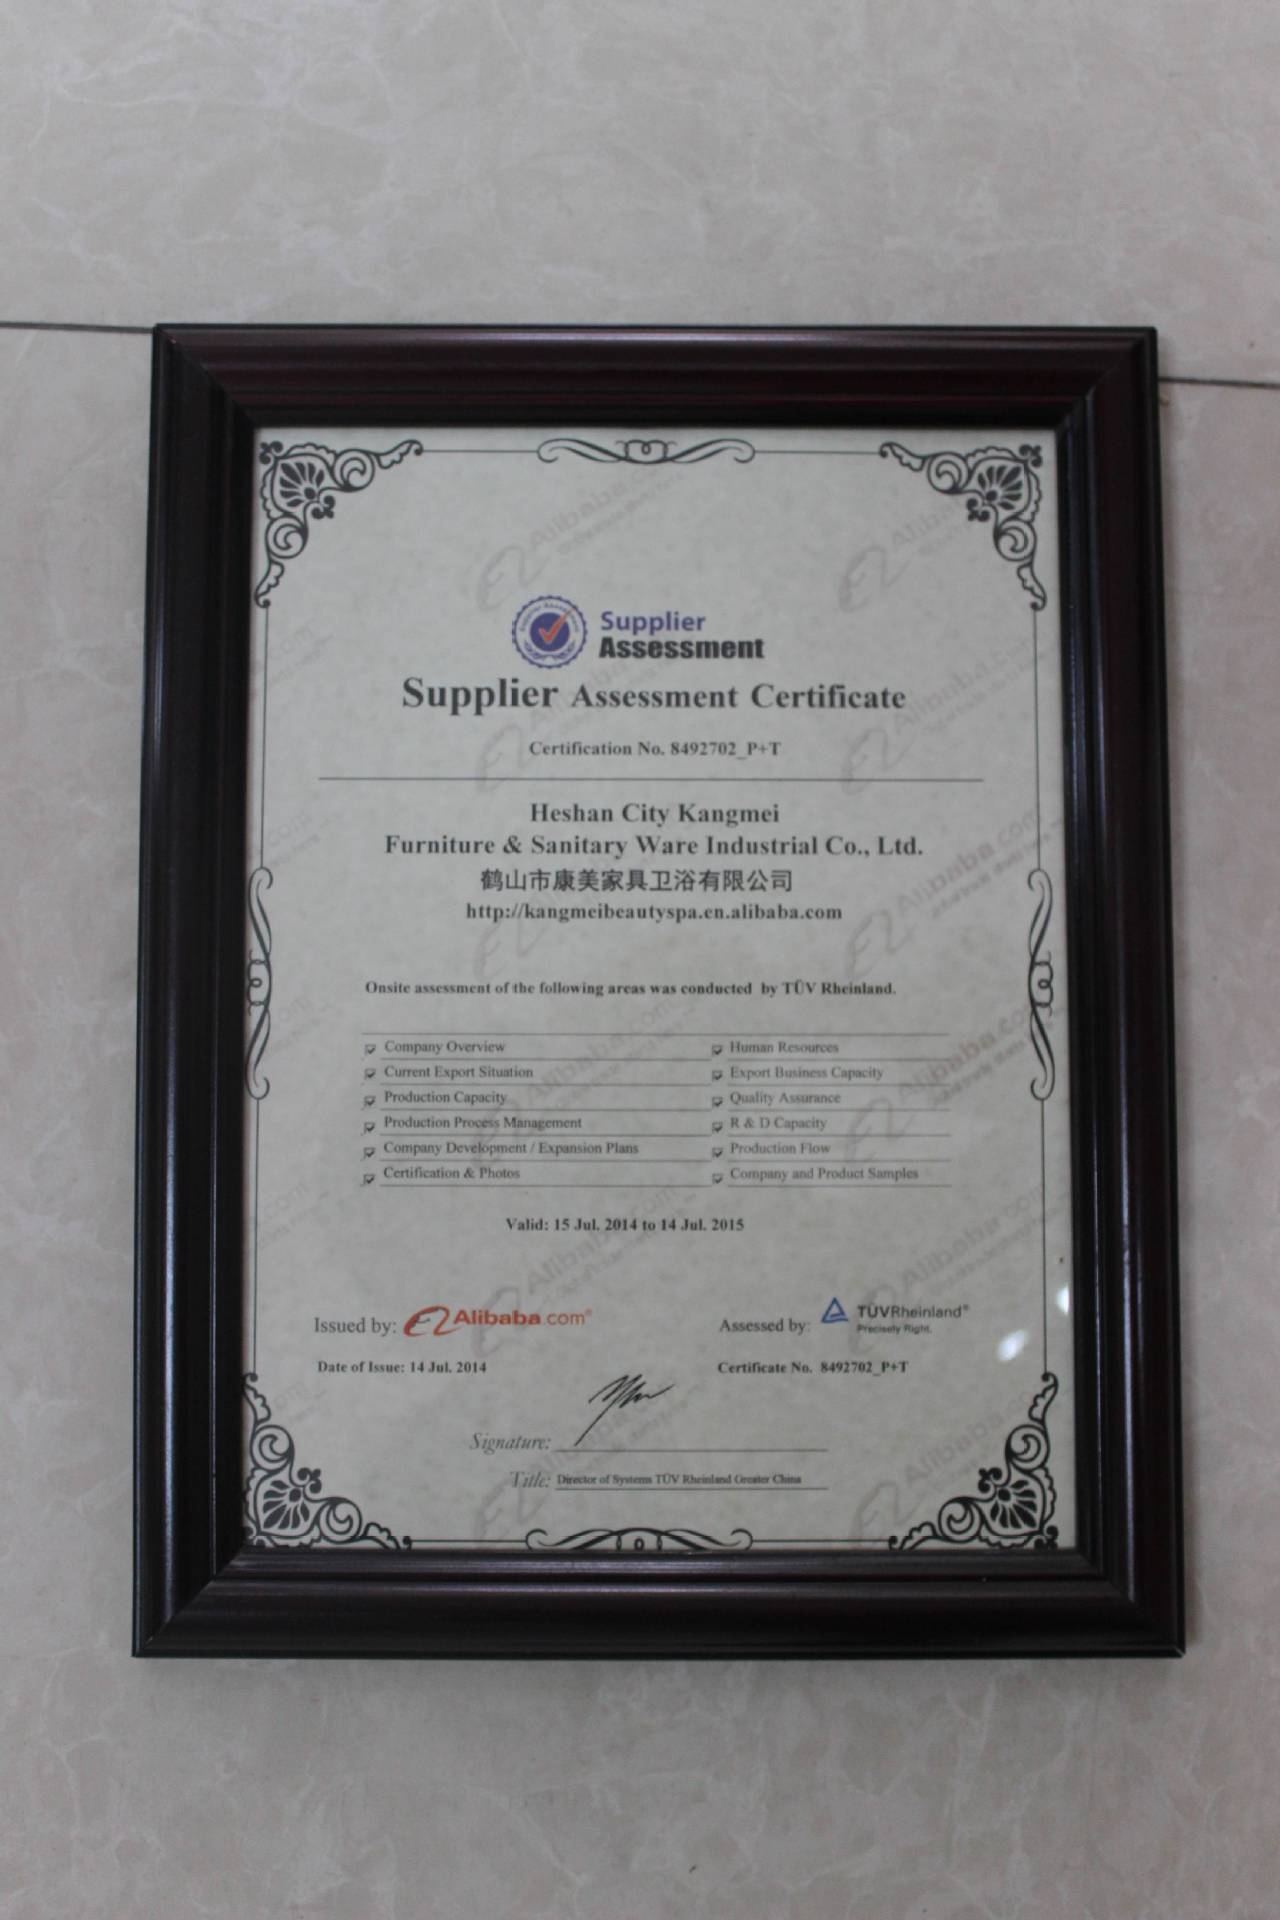 Supplier
Assessment
Supplier Assessment Certificate
Certification No. 8492702_P+T
Heshan City Kangmei
Furniture & Sanitary Ware Industrial Co., Ltd.
鹤山市康美家具卫浴有限公司
http://kangmeibeautyspa.en.alibaba.com
Onsite assessment of the following areas was conducted by TÜV Rheinland.
Company Overview
Human Resources
Current Export Situation
Export Business Capacity
Production Capacity
Quality Assurance
Production Process Management
R & D Capacity
Company Development / Expansion Plans
Production Flow
Certification & Photos
Company and Product Samples
Valid: 15 Jul. 2014 to 14 Jul. 2015
Issued by: Alibaba.com®
Assessed by: TÜVRheinland®
Precisely Right.
Date of Issue: 14 Jul. 2014
Certificate No. 8492702_P+T
Signature:
Title: Director of Systems TÜV Rheinland Greater China